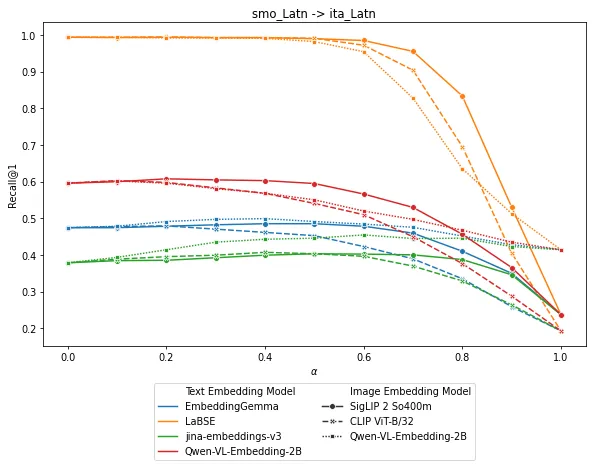 smo_Latn -> ita_Latn
Recall@1
1.0
0.9
0.8
0.7
0.6
0.5
0.4
0.3
0.2
0.0 0.2 0.4 0.6 0.8 1.0
α
Text Embedding Model Image Embedding Model
EmbeddingGemma SigLIP 2 So400m
LaBSE CLIP ViT-B/32
jina-embeddings-v3 Qwen-VL-Embedding-2B
Qwen-VL-Embedding-2B